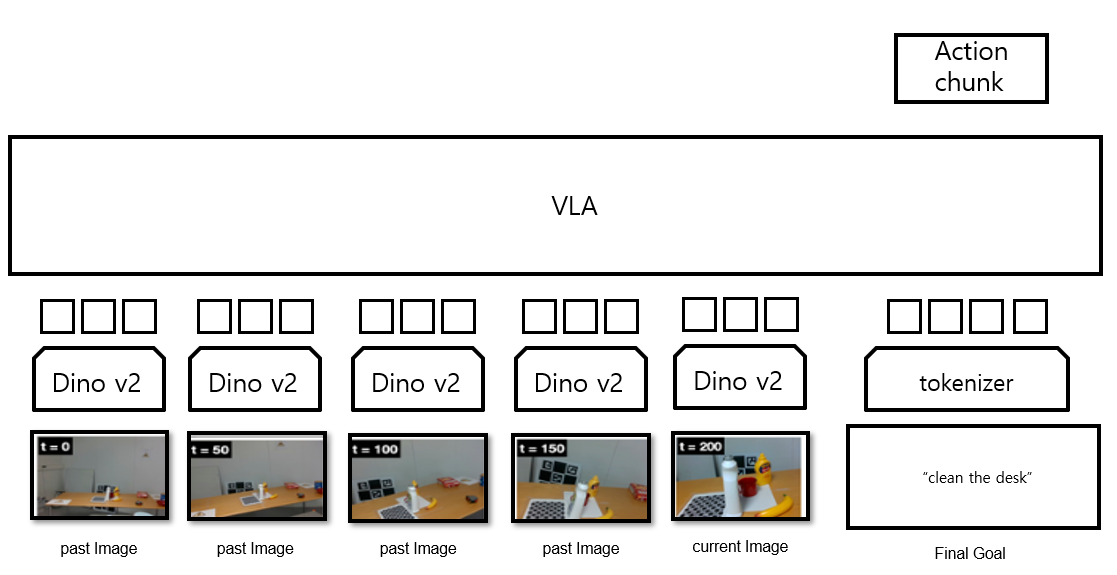 Action
chunk
VLA
Dino v2
Dino v2
Dino v2
Dino v2
Dino v2
tokenizer
t = 0
t = 50
t = 100
t = 150
t = 200
“clean the desk”
past Image
past Image
past Image
past Image
current Image
Final Goal